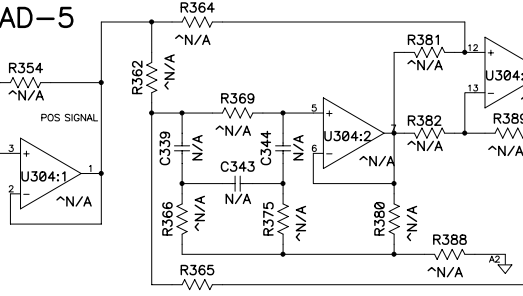 AD-5
R364
^N/A
R381
^N/A
12
R354
^N/A
R362
^N/A
U304:
13
POS SIGNAL
R369
^N/A
5
+
7
R382
^N/A
R389
^N/A
C339
N/A
C344
N/A
6
−
U304:2
^N/A
3
+
1
U304:1
2
−
^N/A
C343
N/A
R366
^N/A
R375
^N/A
R380
^N/A
R388
^N/A
A2
R365
^N/A